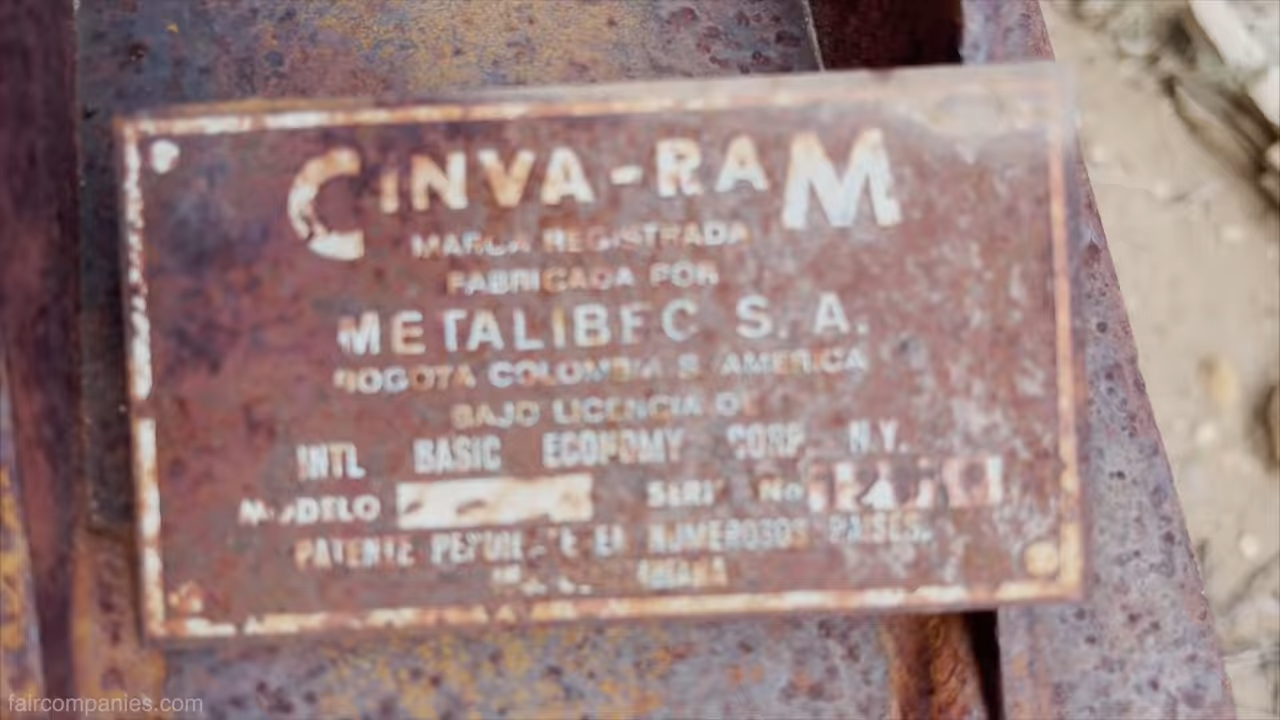 CINVA-RAM
MARCA REGISTRADA
FABRICADA POR
METALIBEC S. A.
BOGOTA COLOMBIA S. AMERICA
BAJO LICENCIA DE
INTL BASIC ECONOMY CORP. N.Y.
MODELO SERIE No
PATENTE EN NUMEROSOS PAISES.
faircompanies.com